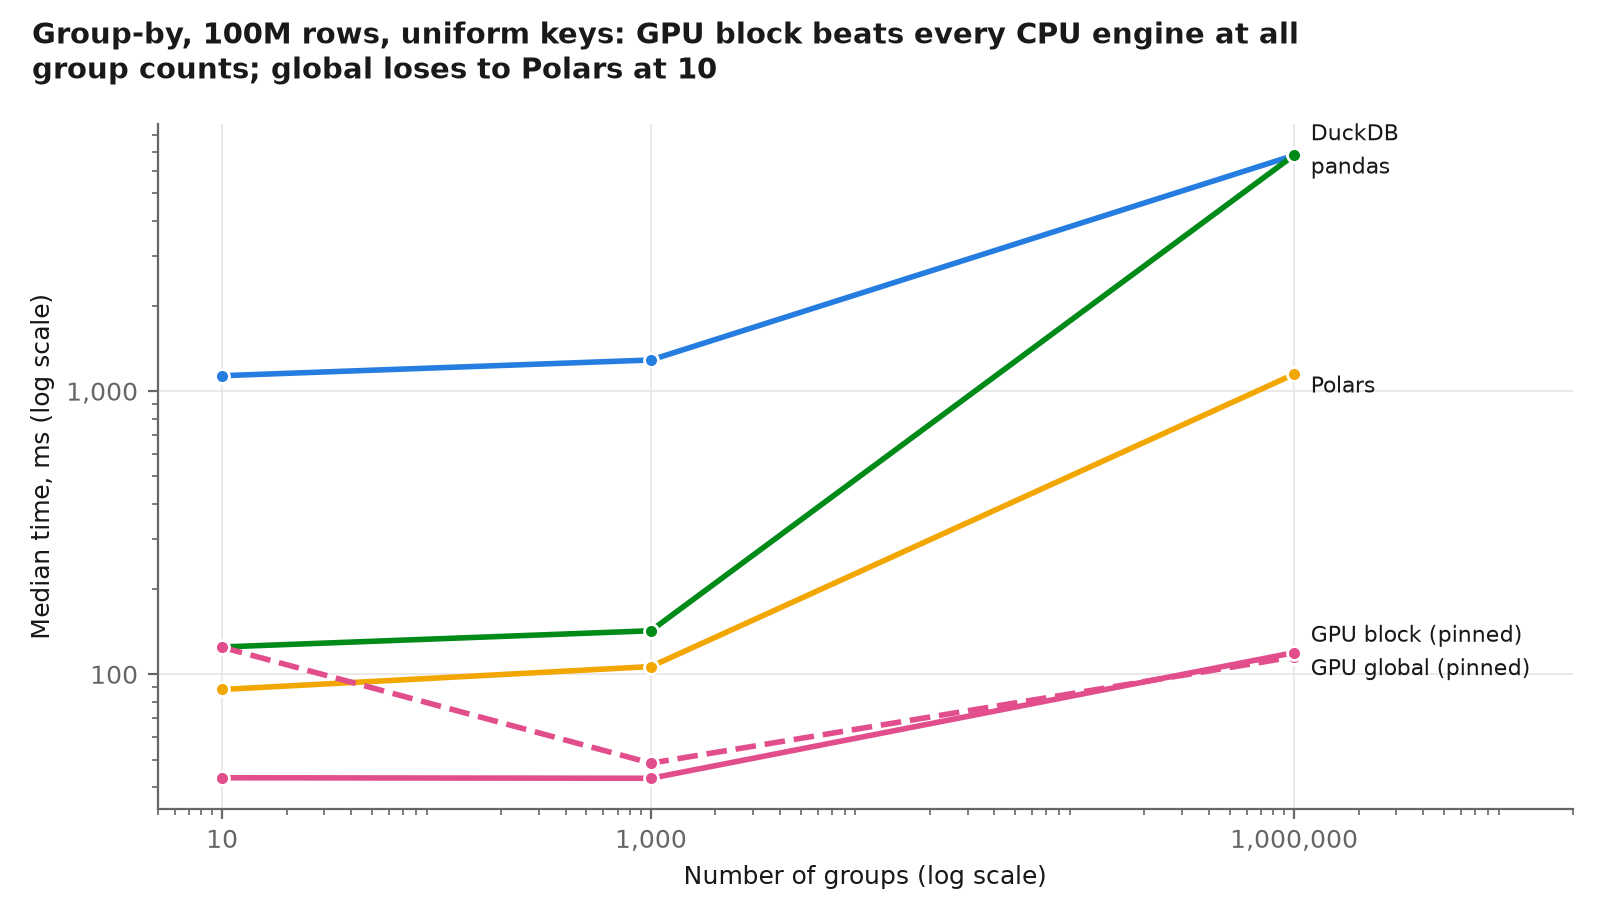 Group-by, 100M rows, uniform keys: GPU block beats every CPU engine at all
group counts; global loses to Polars at 10
DuckDB
pandas
Polars
GPU block (pinned)
GPU global (pinned)
Median time, ms (log scale)
1,000
100
10
1,000
1,000,000
Number of groups (log scale)